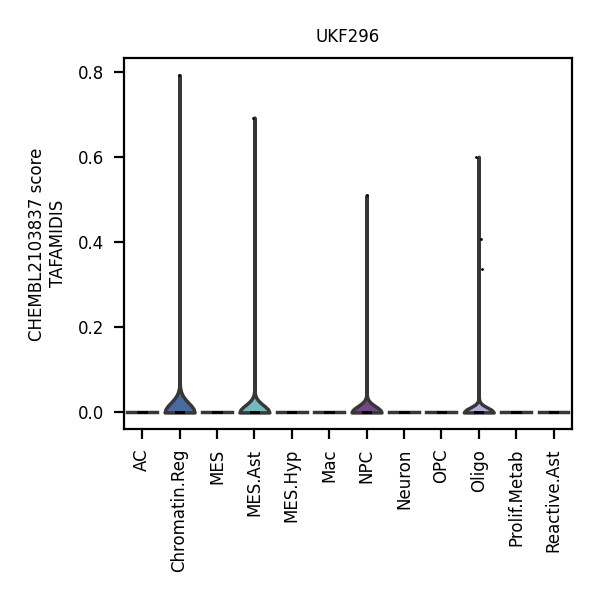 UKF296
CHEMBL2103837 score
TAFAMIDIS
0.8
0.6
0.4
0.2
0.0
AC
Chromatin.Reg
MES
MES.Ast
MES.Hyp
Mac
NPC
Neuron
OPC
Oligo
Prolif.Metab
Reactive.Ast